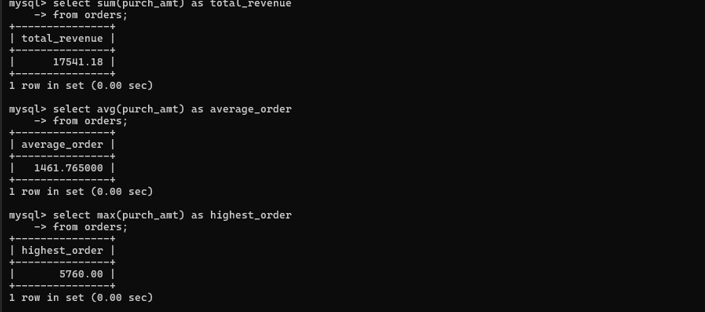 mysql> select sum(purch_amt) as total_revenue
    -> from orders;
+---------------+
| total_revenue |
+---------------+
|      17541.18 |
+---------------+
1 row in set (0.00 sec)

mysql> select avg(purch_amt) as average_order
    -> from orders;
+---------------+
| average_order |
+---------------+
|   1461.765000 |
+---------------+
1 row in set (0.00 sec)

mysql> select max(purch_amt) as highest_order
    -> from orders;
+---------------+
| highest_order |
+---------------+
|       5760.00 |
+---------------+
1 row in set (0.00 sec)